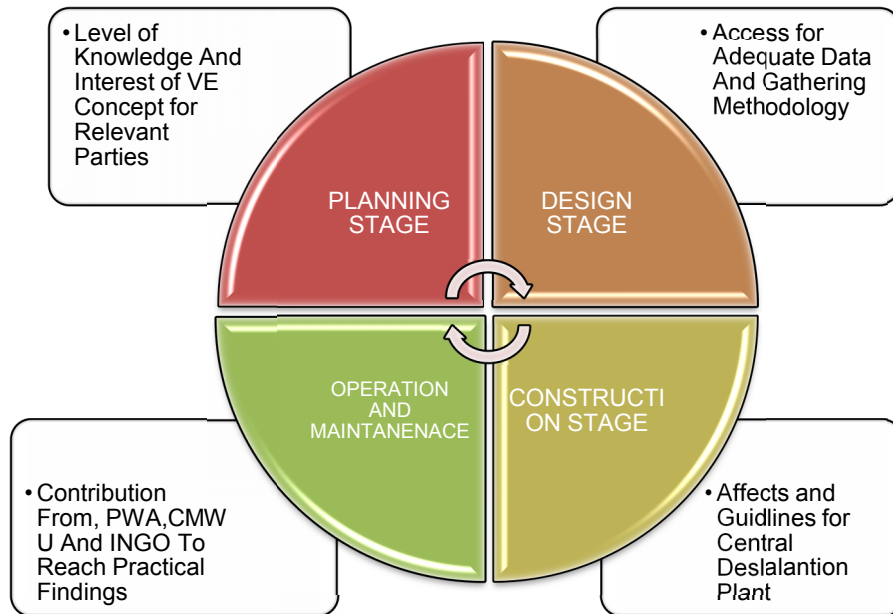 • Level of
Knowledge And
Interest of VE
Concept for
Relevant
Parties
• Access for
Adequate Data
And Gathering
Methodology
PLANNING
STAGE
DESIGN
STAGE
OPERATION
AND
MAINTANENACE
CONSTRUCTI
ON STAGE
• Contribution
From, PWA,CMW
U And INGO To
Reach Practical
Findings
• Affects and
Guidlines for
Central
Deslalantion
Plant